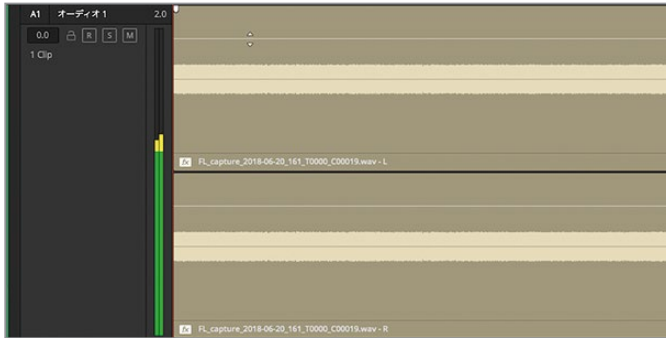 A1 オーディオ 1 2.0
0.0 R S M
1 Clip
fx FL_capture_2018-06-20_161_T0000_C00019.wav - L
fx FL_capture_2018-06-20_161_T0000_C00019.wav - R